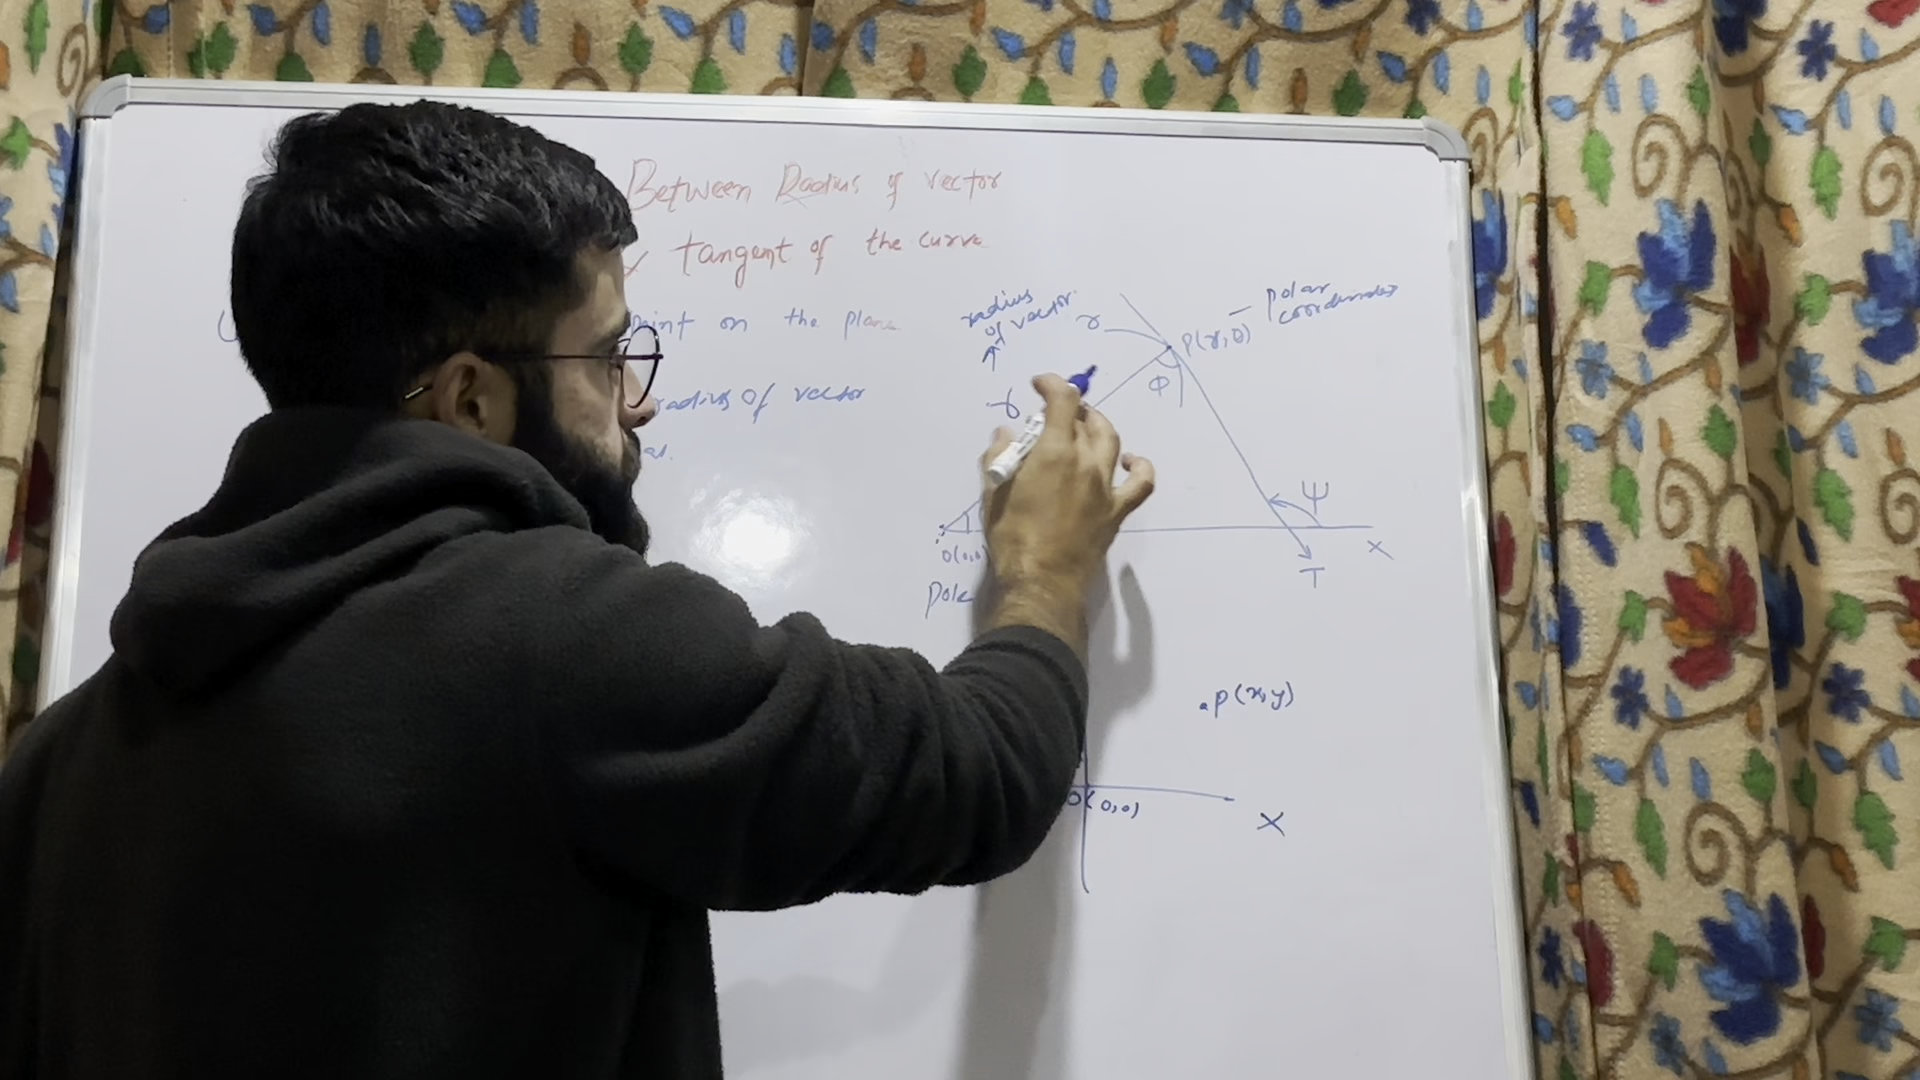 Between Radius of vector
tangent of the curve
point on the plane
radius of vector
radius
of vector
r
P(r,θ)
polar
coordinates
r
Φ
Ψ
O(0,0)
X
T
Pole
P(x,y)
O(0,0)
X